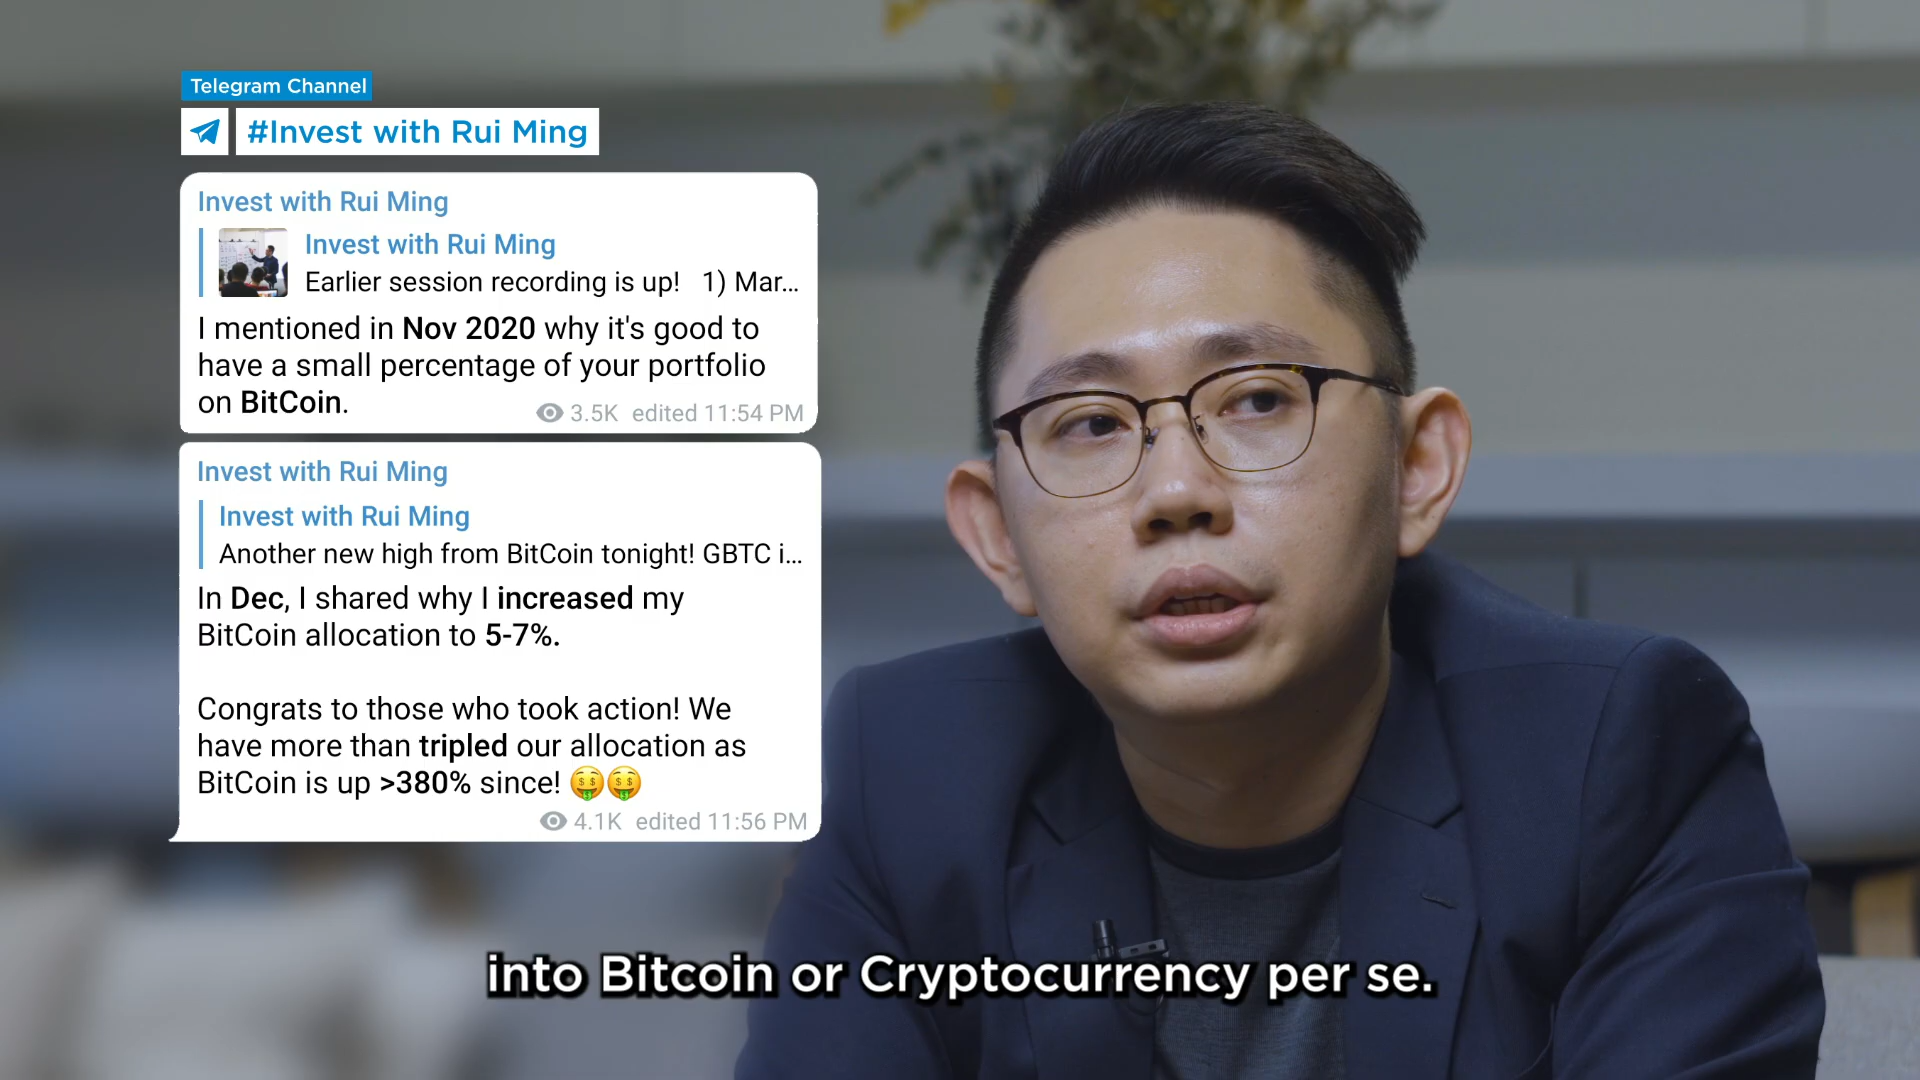 Telegram Channel
#Invest with Rui Ming
Invest with Rui Ming
Invest with Rui Ming
Earlier session recording is up!   1) Mar...
I mentioned in Nov 2020 why it's good to
have a small percentage of your portfolio
on BitCoin.
3.5K  edited 11:54 PM
Invest with Rui Ming
Invest with Rui Ming
Another new high from BitCoin tonight! GBTC i...
In Dec, I shared why I increased my
BitCoin allocation to 5-7%.
Congrats to those who took action! We
have more than tripled our allocation as
BitCoin is up >380% since! 🤑🤑
4.1K  edited 11:56 PM
into Bitcoin or Cryptocurrency per se.